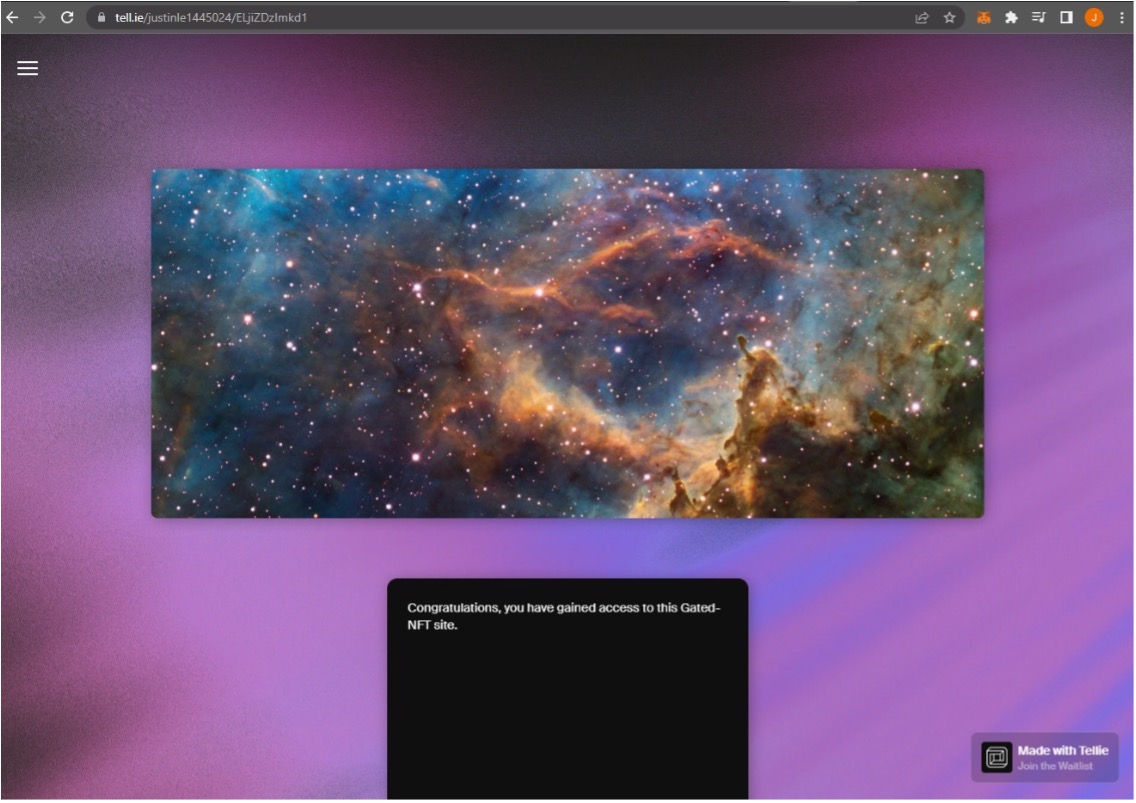 tell.ie/justinle1445024/ELjiZDzlmkd1
J
Congratulations, you have gained access to this Gated-
NFT site.
Made with Tellie
Join the Waitlist